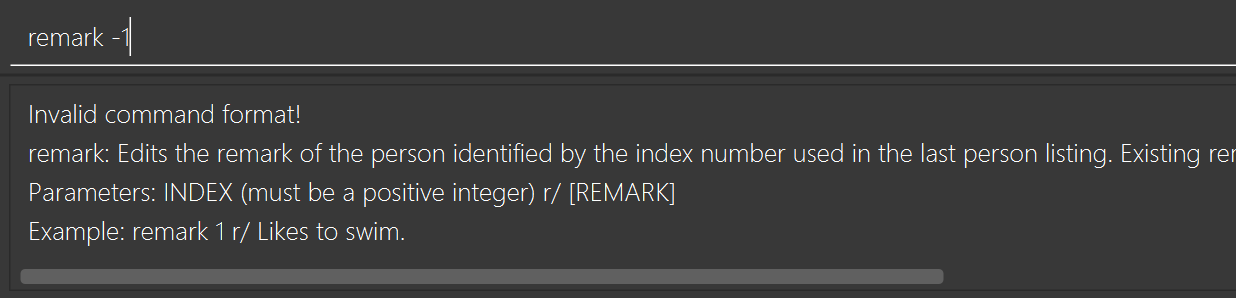 remark -1
Invalid command format!
remark: Edits the remark of the person identified by the index number used in the last person listing. Existing
Parameters: INDEX (must be a positive integer) r/ [REMARK]
Example: remark 1 r/ Likes to swim.